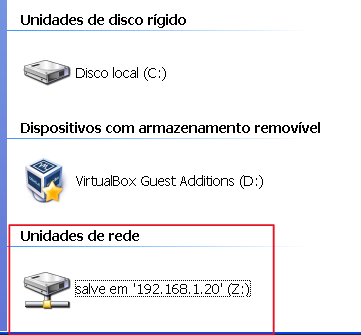 Unidades de disco rígido
Disco local (C:)
Dispositivos com armazenamento removível
VirtualBox Guest Additions (D:)
Unidades de rede
salve em '192.168.1.20' (Z:)